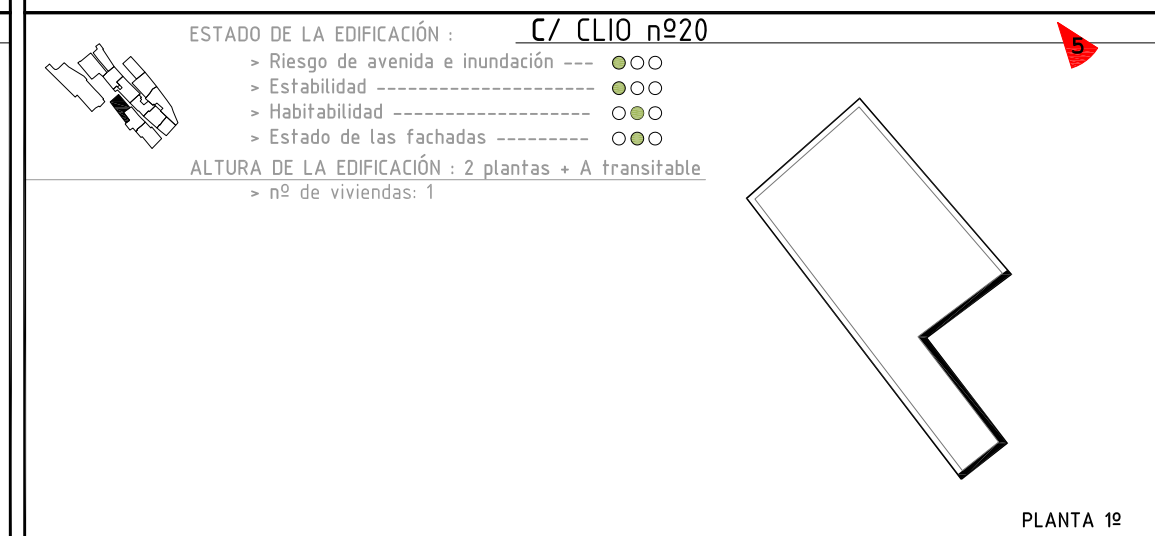 C/ CLIO nº20
ESTADO DE LA EDIFICACIÓN :
> Riesgo de avenida e inundación ---
> Estabilidad ----------------------
> Habitabilidad --------------------
> Estado de las fachadas ---------
ALTURA DE LA EDIFICACIÓN : 2 plantas + A transitable
> nº de viviendas: 1
5
PLANTA 1º